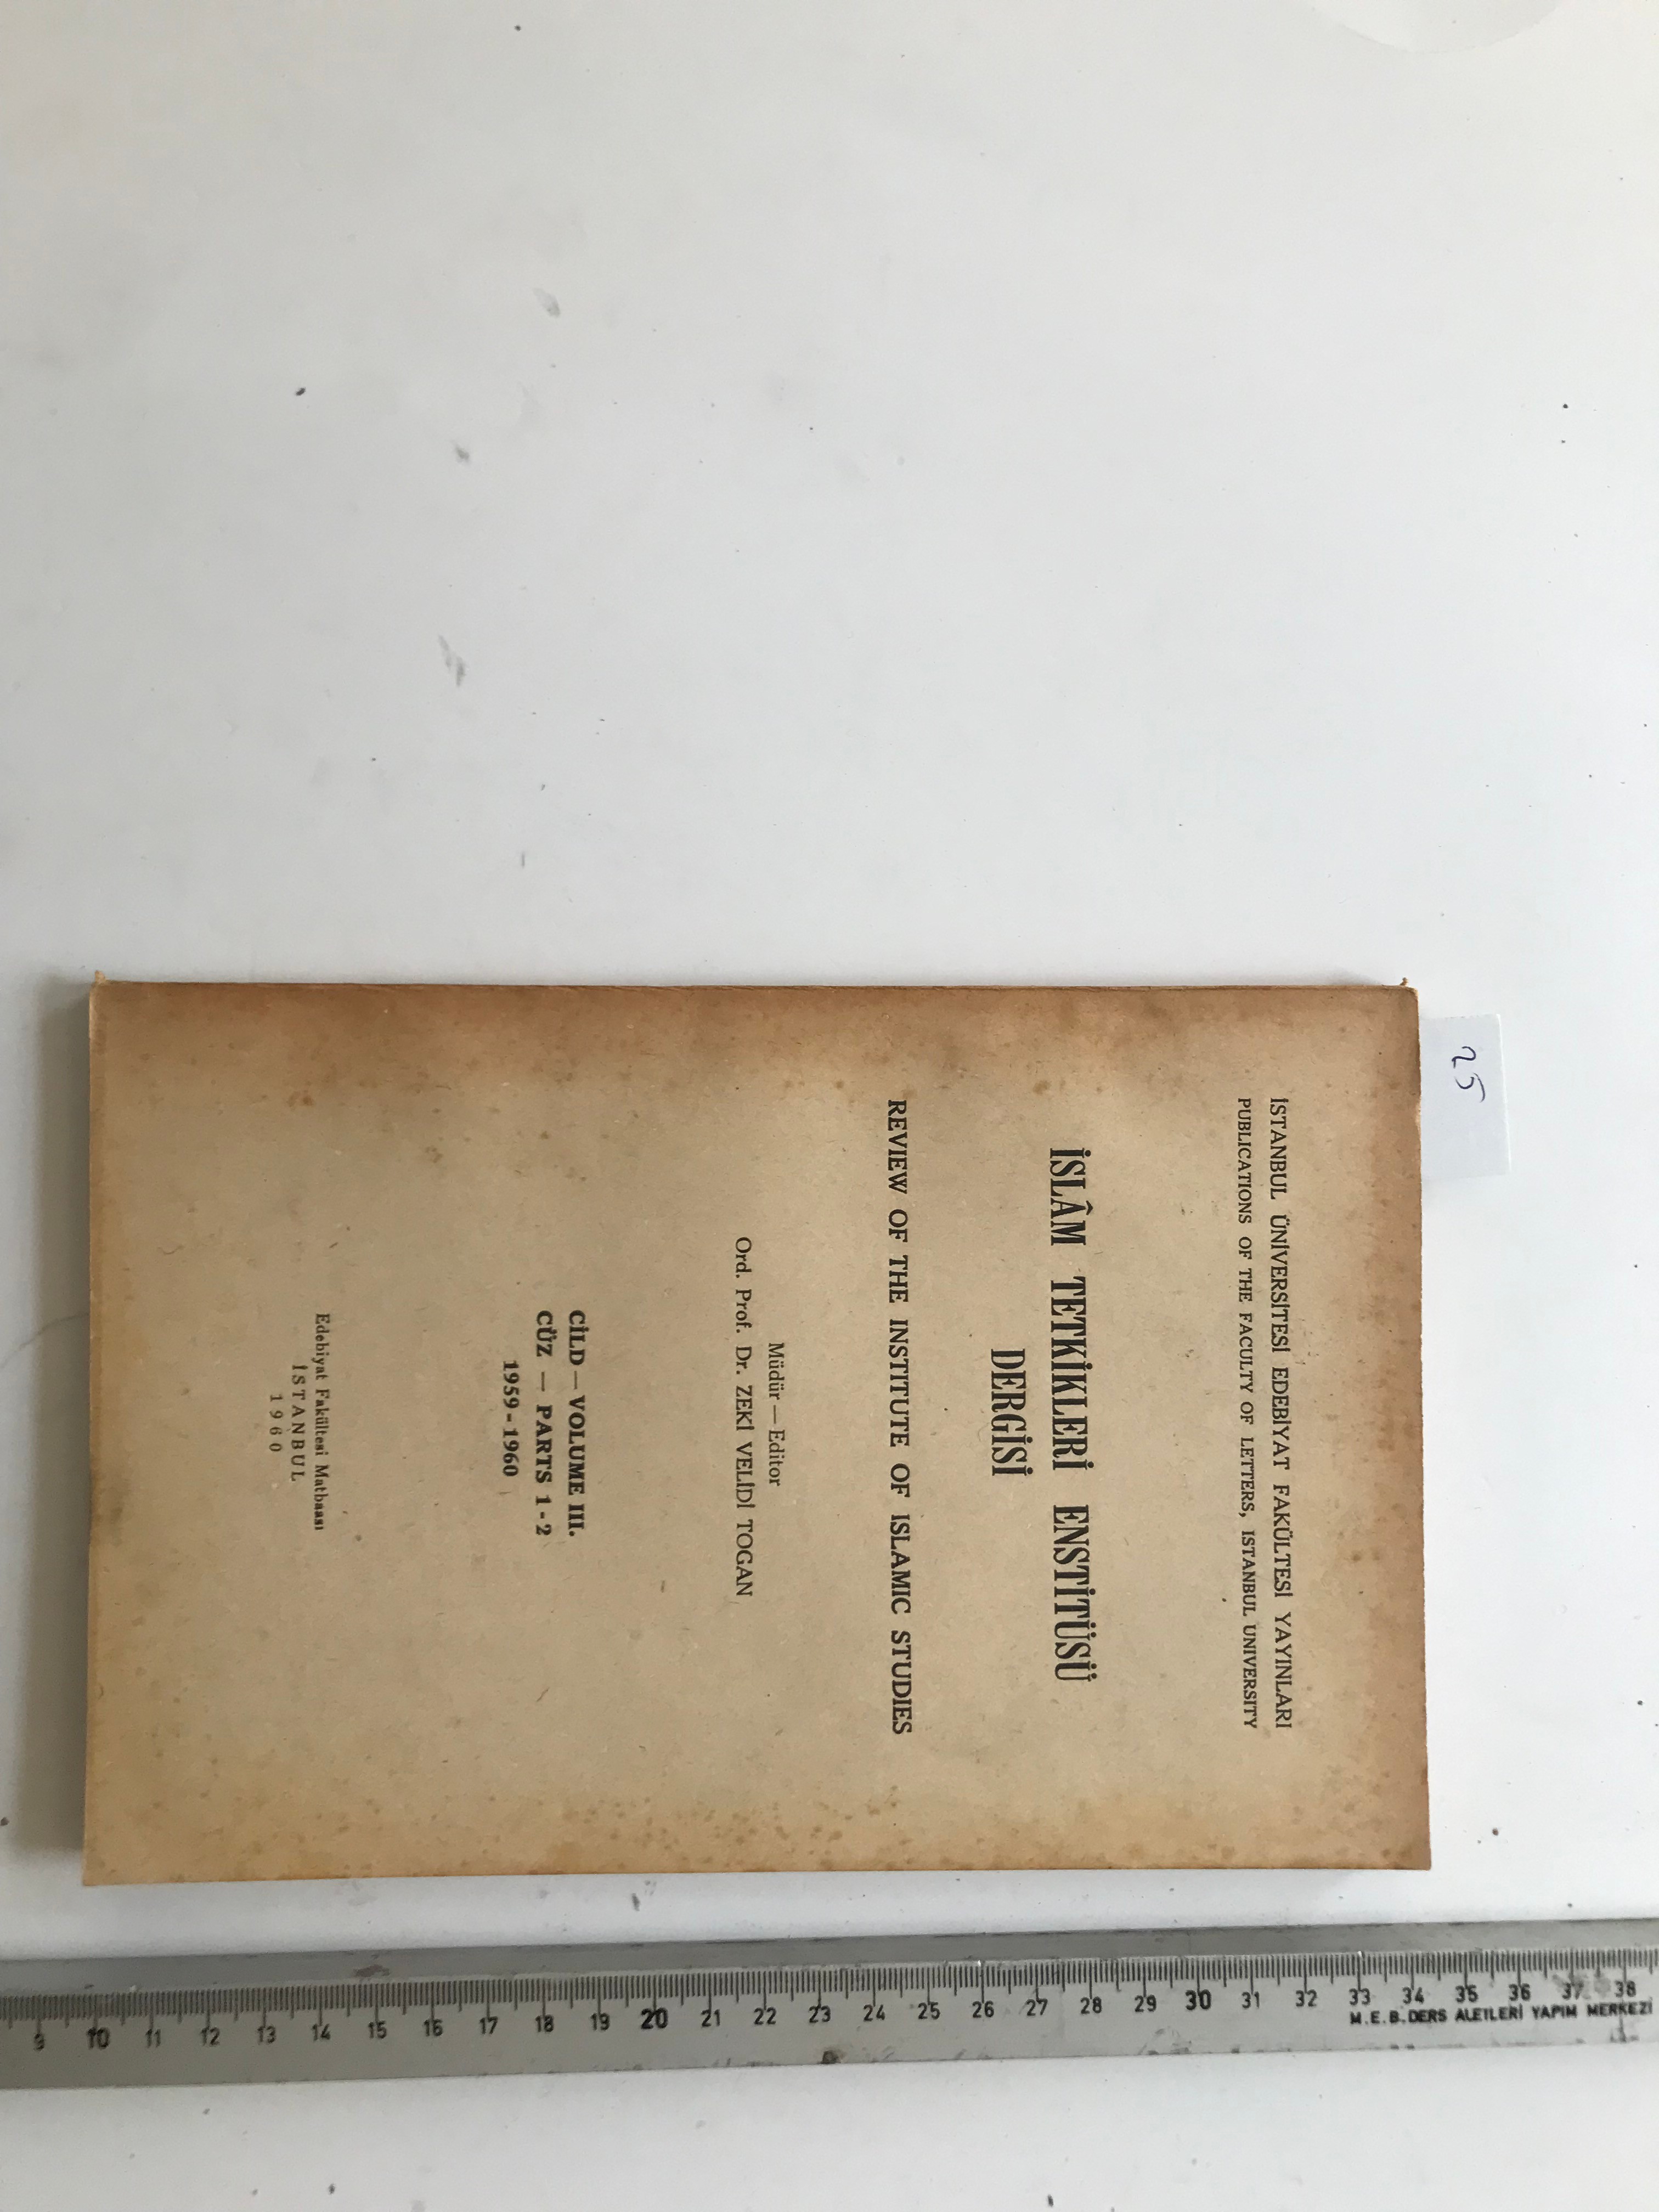 25
İSTANBUL ÜNİVERSİTESİ EDEBİYAT FAKÜLTESİ YAYINLARI
PUBLICATIONS OF THE FACULTY OF LETTERS, ISTANBUL UNIVERSITY
İSLÂM TETKİKLERİ ENSTİTÜSÜ
DERGİSİ
REVIEW OF THE INSTITUTE OF ISLAMIC STUDIES
Müdür — Editor
Ord. Prof. Dr. ZEKİ VELİDİ TOGAN
CİLD — VOLUME III.
CÜZ — PARTS 1 - 2
1959 - 1960
Edebiyat Fakültesi Matbaası
İSTANBUL
1960
9 10 11 12 13 14 15 16 17 18 19 20 21 22 23 24 25 26 27 28 29 30 31 32 33 34 35 36 37 38
M.E.B. DERS ALETLERİ YAPIM MERKEZİ